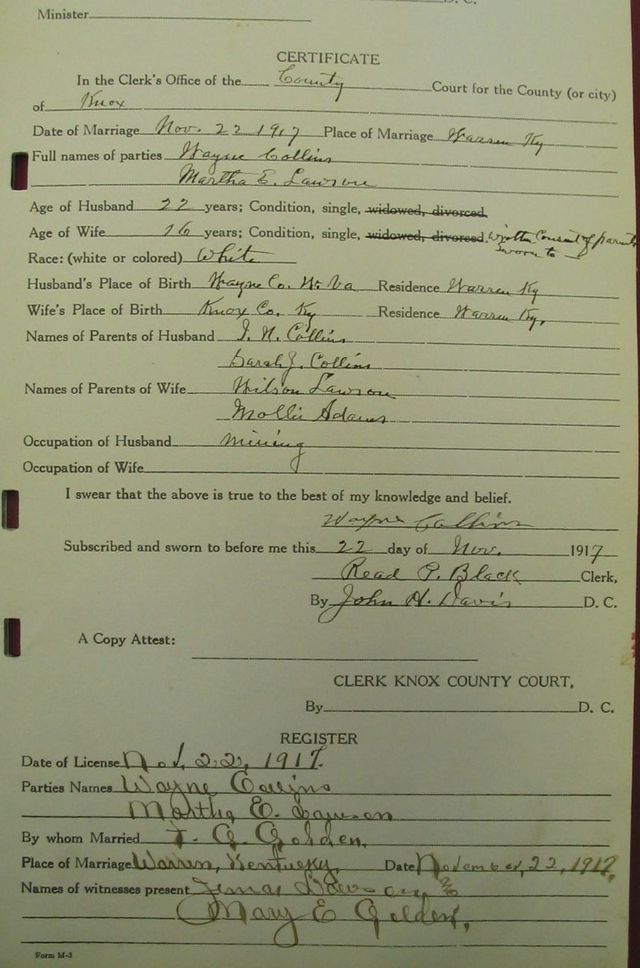 D. C.
Minister
CERTIFICATE
In the Clerk's Office of the County Court for the County (or city)
of Knox
Date of Marriage Nov. 22 1917 Place of Marriage Warren Ky
Full names of parties Wayne Collins
Martha E. Lawson
Age of Husband 22 years; Condition, single, widowed, divorced.
Age of Wife 16 years; Condition, single, widowed, divorced. Written Consent of parents
sworn to
Race: (white or colored) White
Husband's Place of Birth Wayne Co. W. Va Residence Warren Ky
Wife's Place of Birth Knox Co. Ky Residence Warren Ky,
Names of Parents of Husband Collins
Sarah J. Collins
Names of Parents of Wife Wilson Lawson
Mollie Adams
Occupation of Husband mining
Occupation of Wife
I swear that the above is true to the best of my knowledge and belief.
Wayne Collins
Subscribed and sworn to before me this 22 day of Nov. 1917
Read P. Black Clerk,
By John H. Davis D. C.
A Copy Attest:
CLERK KNOX COUNTY COURT.
By D. C.
REGISTER
Date of License Nov, 22, 1917.
Parties Names Wayne Collins
Martha E. Lawson
By whom Married Golden,
Place of Marriage Warren, Kentucky, Date November, 22, 1917,
Names of witnesses present
Mary E Golden,
Form M-3